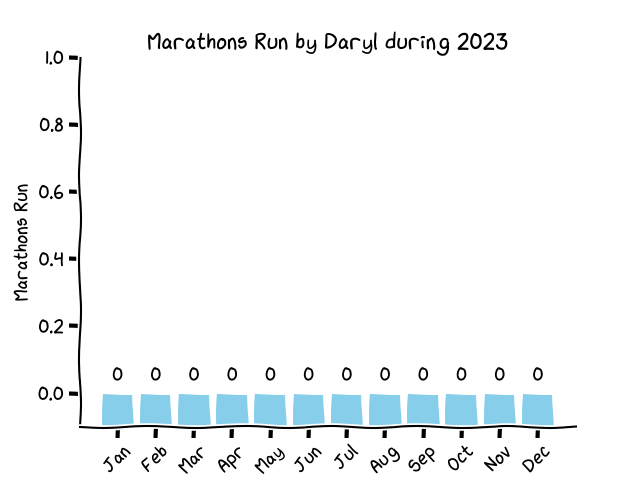 Marathons Run by Daryl during 2023
Marathons Run
1.0
0.8
0.6
0.4
0.2
0.0
0 0 0 0 0 0 0 0 0 0 0 0
Jan Feb Mar Apr May Jun Jul Aug Sep Oct Nov Dec